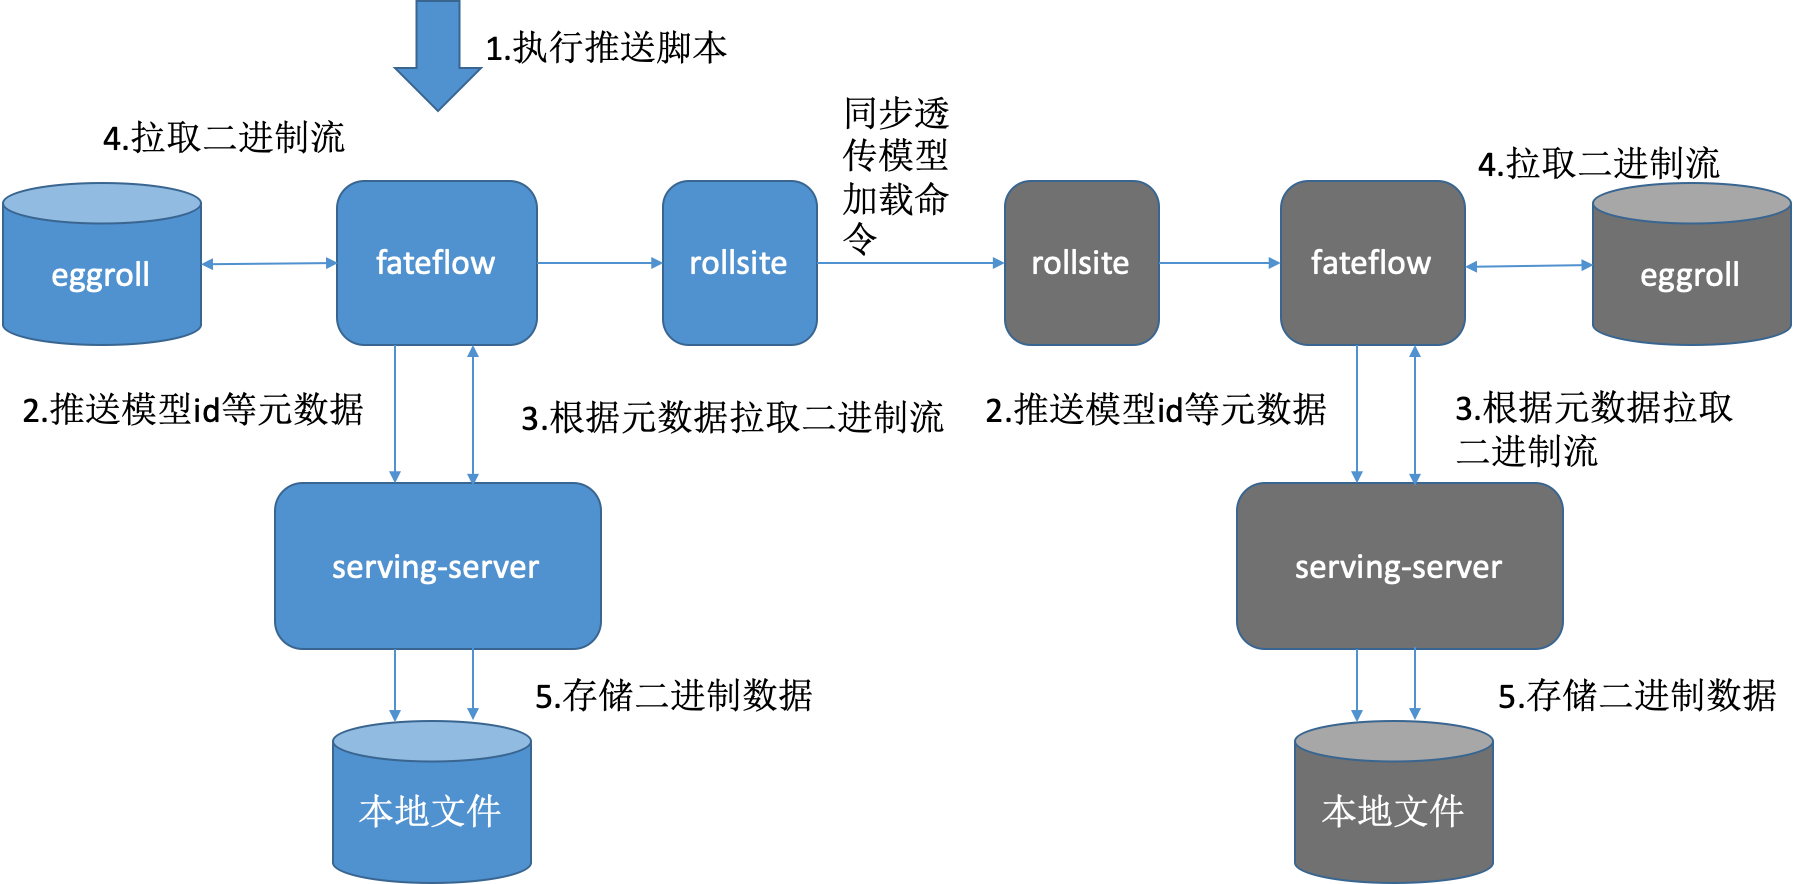 1.执行推送脚本
同步透
传模型
加载命
令
4.拉取二进制流
4.拉取二进制流
eggroll
fateflow
rollsite
rollsite
fateflow
eggroll
2.推送模型id等元数据
3.根据元数据拉取二进制流
2.推送模型id等元数据
3.根据元数据拉取
二进制流
serving-server
serving-server
5.存储二进制数据
5.存储二进制数据
本地文件
本地文件